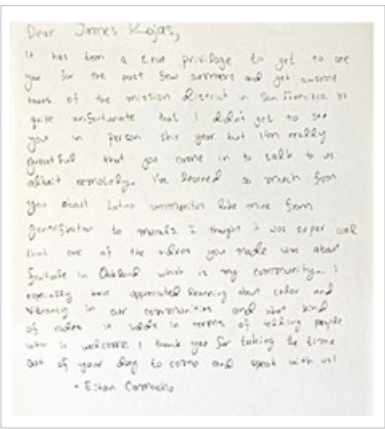 Dear James Rojas,
It has been a true privilege to get to see
you for the past few summers and get awesome
tours of the mission district in San Francisco. Its
quite unfortunate that I didn't get to see
you in person this year but I'm really
grateful that you came in to talk to us
albeit remotely. I've learned so much from
you about Latino communities like mine from
gentrification to murals. I thought it was super cool
that one of the videos you made was about
fruitvale in Oakland which is my community. I
especially have appreciated learning about color and
vibrancy in our communities and what kind
of it holds in terms of telling people
who is welcome. I thank you for taking the time
out of your day to come and speak with us!
- Ethan Camacho